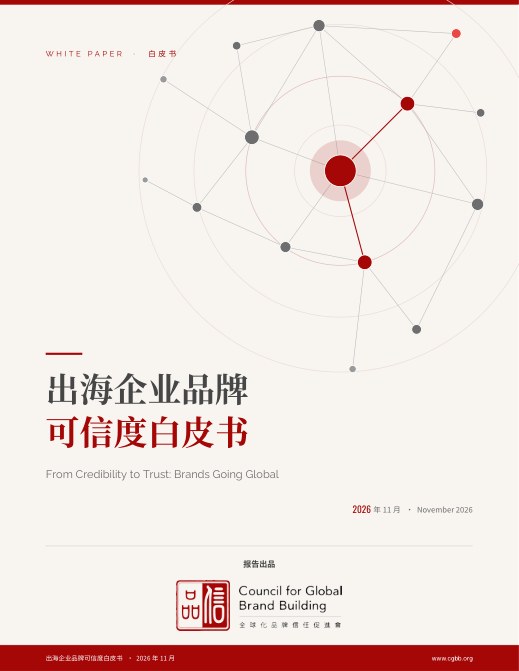 WHITE PAPER · 白皮书
出海企业品牌
可信度白皮书
From Credibility to Trust: Brands Going Global
2026 年 11 月 · November 2026
报告出品
品信
Council for Global
Brand Building
全球化品牌信任促進會
出海企业品牌可信度白皮书 · 2026 年 11 月
www.cgbb.org